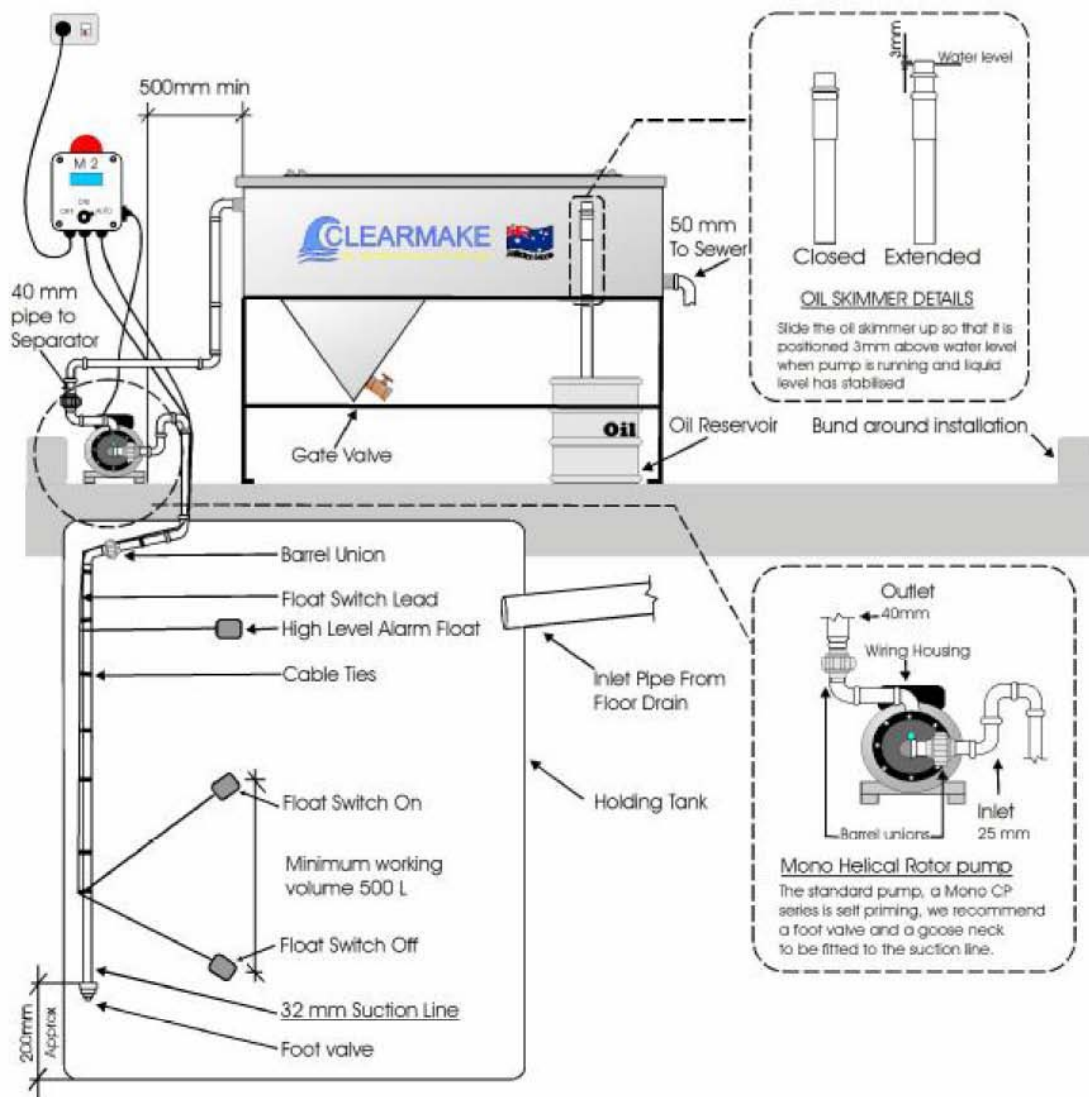 500mm min
M 2
ON
OFF
AUTO
CLEARMAKE
50 mm
To Sewer
40 mm
pipe to
Separator
Gate Valve
Oil
Oil Reservoir
Bund around installation
3mm
Water level
Closed
Extended
OIL SKIMMER DETAILS
Slide the oil skimmer up so that it is
positioned 3mm above water level
when pump is running and liquid
level has stabilised
Barrel Union
Float Switch Lead
High Level Alarm Float
Cable Ties
Inlet Pipe From
Floor Drain
Float Switch On
Holding Tank
Minimum working
volume 500 L
Float Switch Off
32 mm Suction Line
Foot valve
200mm
Approx
Outlet
40mm
Wiring Housing
Inlet
25 mm
Barrel unions
Mono Helical Rotor pump
The standard pump, a Mono CP
series is self priming, we recommend
a foot valve and a goose neck
to be fitted to the suction line.